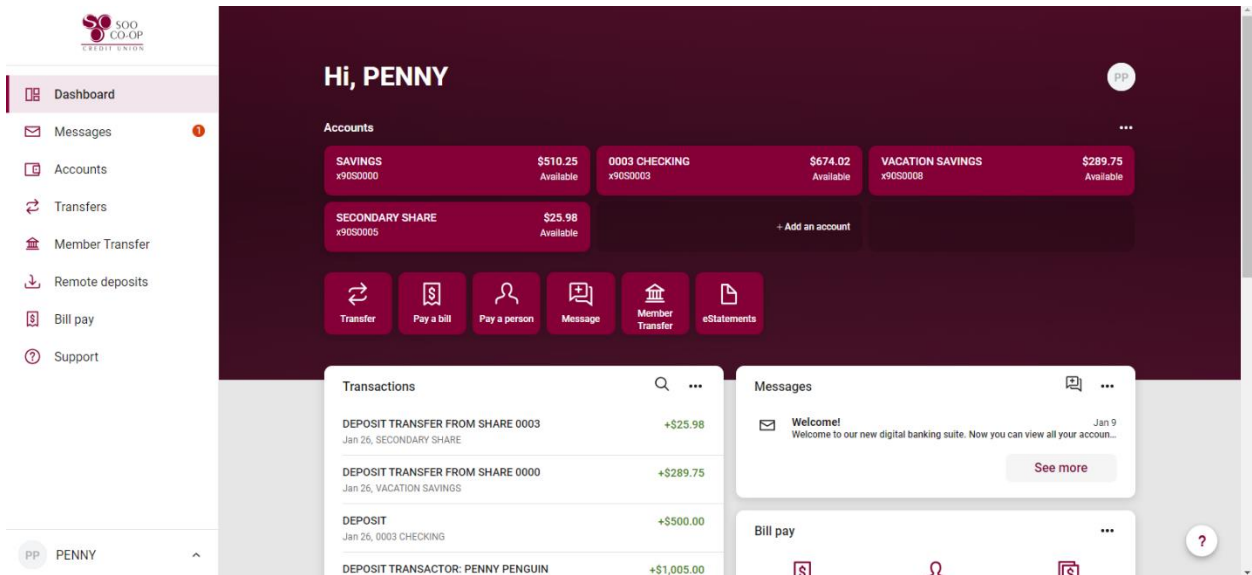 SOO
CO-OP
CREDIT UNION
Dashboard
Messages 1
Accounts
Transfers
Member Transfer
Remote deposits
Bill pay
Support
PP PENNY
Hi, PENNY
PP
Accounts
SAVINGS $510.25
x90S0000 Available
0003 CHECKING $674.02
x90S0003 Available
VACATION SAVINGS $289.75
x90S0008 Available
SECONDARY SHARE $25.98
x90S0005 Available
+ Add an account
Transfer
Pay a bill
Pay a person
Message
Member
Transfer
eStatements
Transactions
DEPOSIT TRANSFER FROM SHARE 0003 +$25.98
Jan 26, SECONDARY SHARE
DEPOSIT TRANSFER FROM SHARE 0000 +$289.75
Jan 26, VACATION SAVINGS
DEPOSIT +$500.00
Jan 26, 0003 CHECKING
DEPOSIT TRANSACTOR: PENNY PENGUIN +$1,005.00
Messages
Welcome! Jan 9
Welcome to our new digital banking suite. Now you can view all your accoun...
See more
Bill pay
?